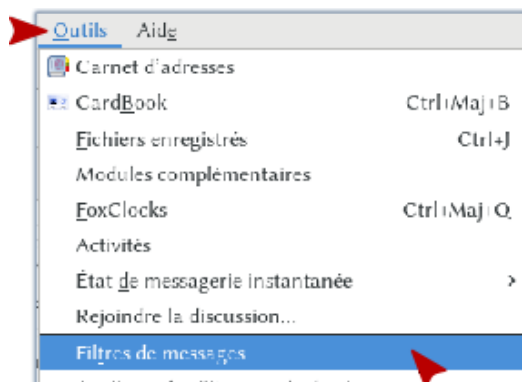 Outils Aide
Carnet d'adresses
CardBook Ctrl+Maj+B
Fichiers enregistrés Ctrl+J
Modules complémentaires
FoxClocks Ctrl+Maj+Q
Activités
État de messagerie instantanée
Rejoindre la discussion...
Filtres de messages